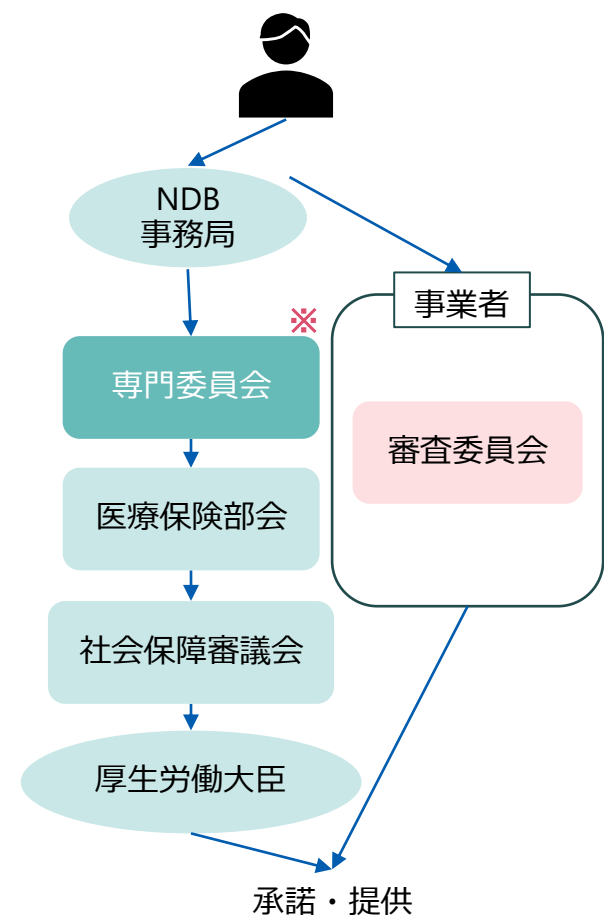 NDB
事務局
事業者
※
専門委員会
審査委員会
医療保険部会
社会保障審議会
厚生労働大臣
承諾・提供